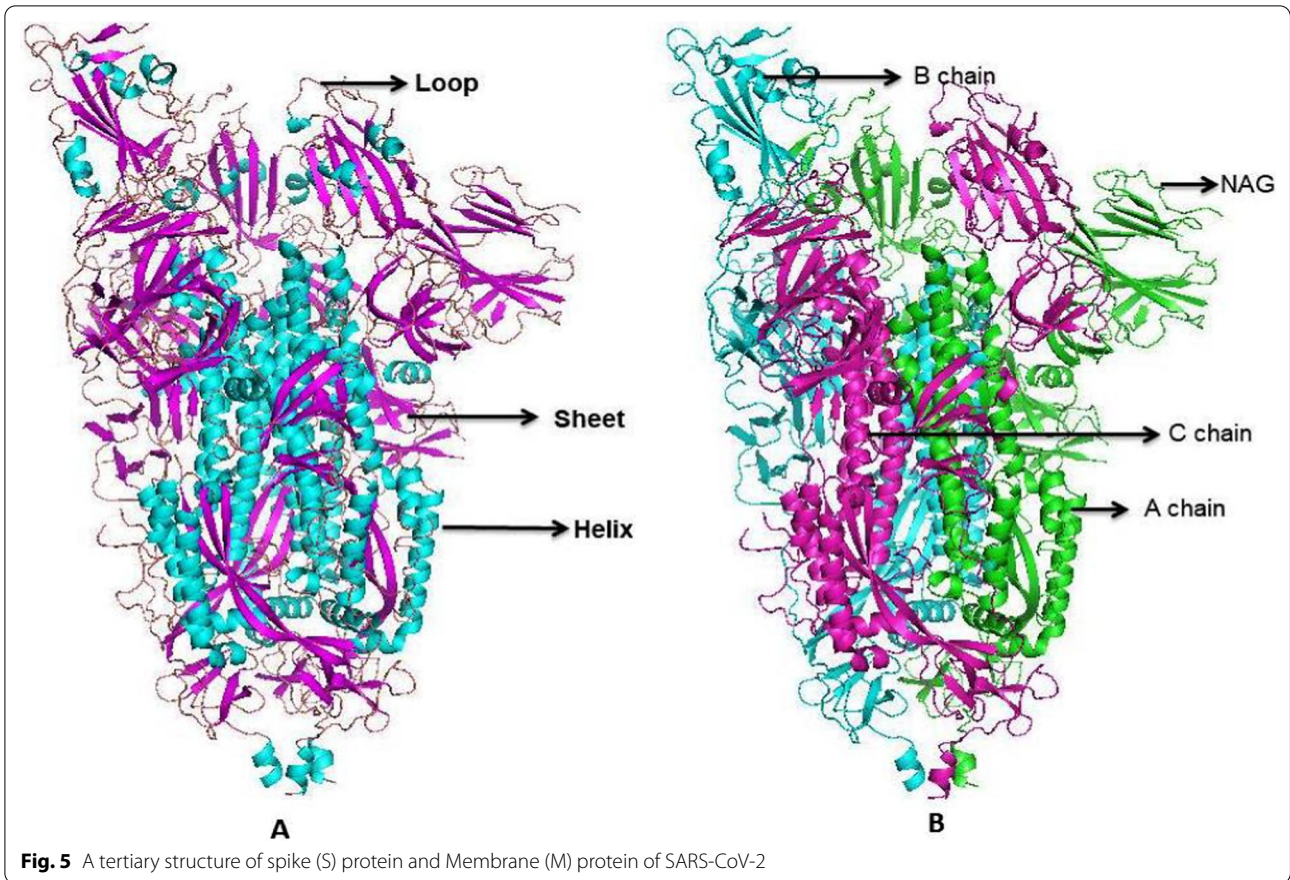 Loop
Sheet
Helix
A
B chain
NAG
C chain
A chain
B
Fig. 5 A tertiary structure of spike (S) protein and Membrane (M) protein of SARS-CoV-2